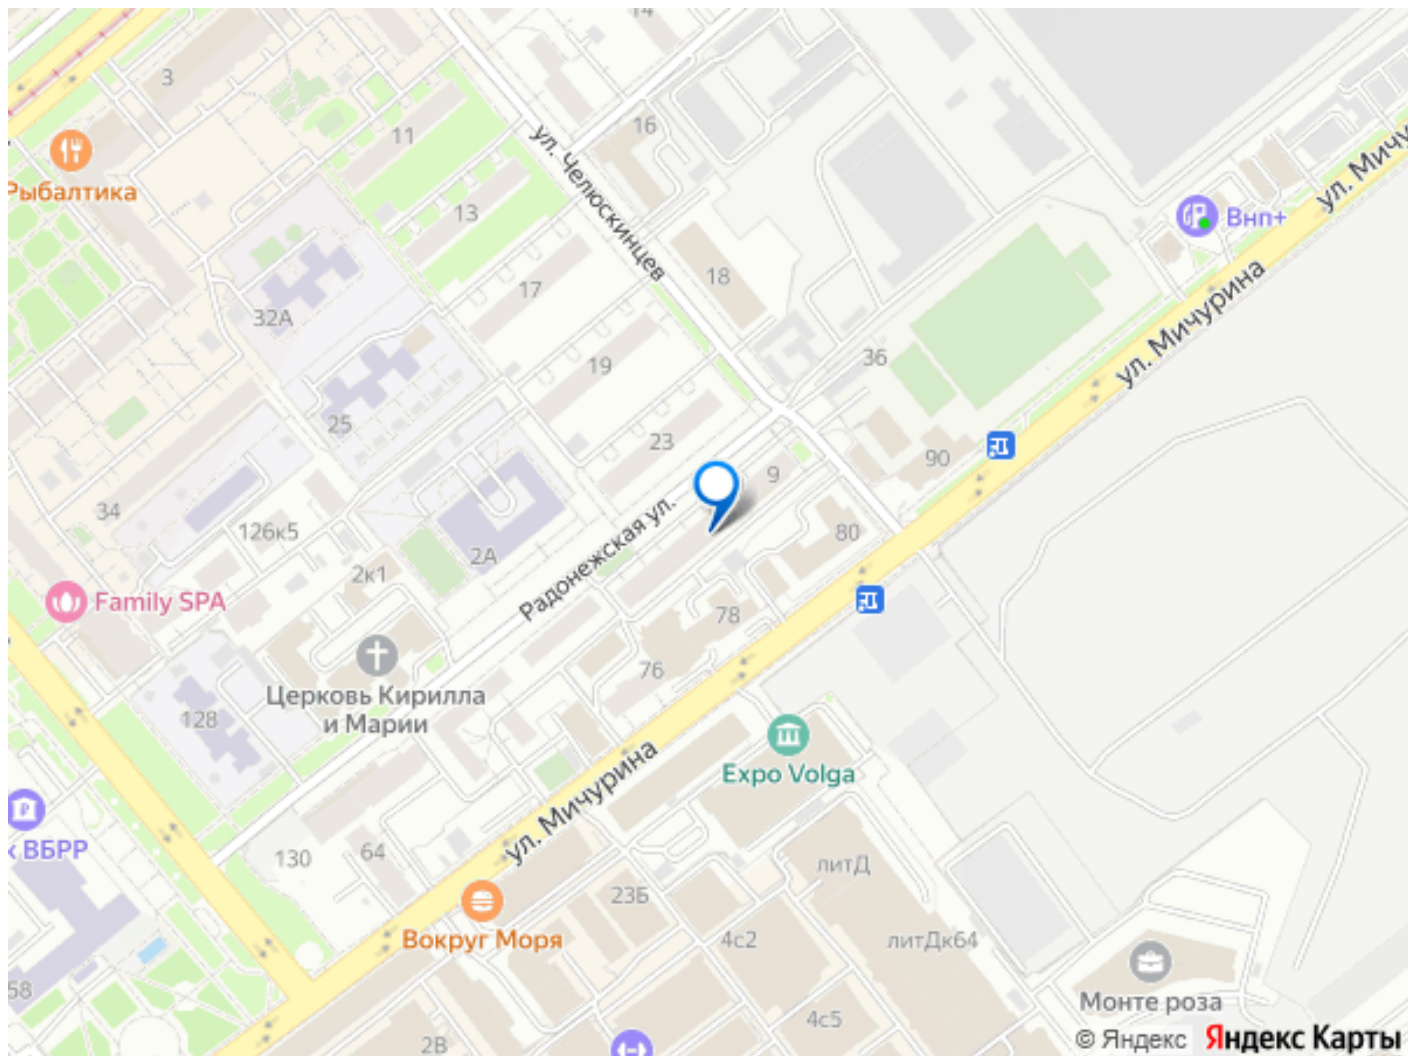 14
3
16
11
ул. Челюскинцев
ул. Мичу
Рыбалтика
13
Внп+
18
17
ул. Мичурина
32А
36
19
25
23
90
9
34
126к5
80
Радонежская ул.
2А
2к1
Family SPA
78
76
Церковь Кирилла
и Марии
128
Expo Volga
ул. Мичурина
к ВБРР
130
64
литД
23Б
Вокруг Моря
4с2
литДк64
58
Монте роза
4с5
2В
© Яндекс Яндекс Карты